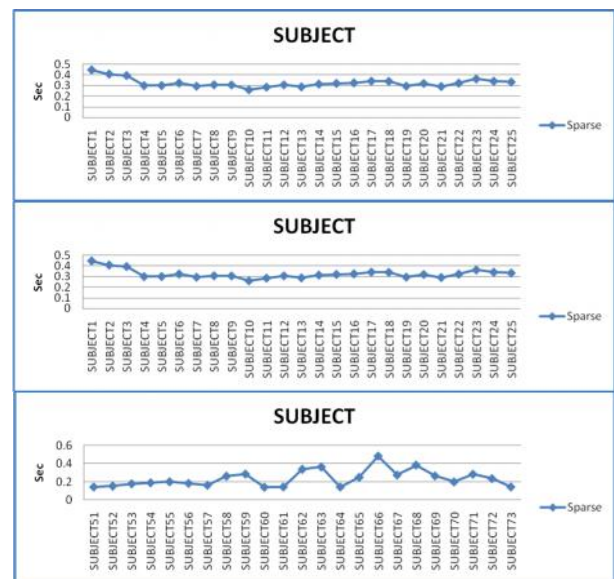 SUBJECT
0.5
0.4
0.3
0.2
0.1
0
Sec
SUBJECT1
SUBJECT2
SUBJECT3
SUBJECT4
SUBJECT5
SUBJECT6
SUBJECT7
SUBJECT8
SUBJECT9
SUBJECT10
SUBJECT11
SUBJECT12
SUBJECT13
SUBJECT14
SUBJECT15
SUBJECT16
SUBJECT17
SUBJECT18
SUBJECT19
SUBJECT20
SUBJECT21
SUBJECT22
SUBJECT23
SUBJECT24
SUBJECT25
Sparse
SUBJECT
0.5
0.4
0.3
0.2
0.1
0
Sec
SUBJECT1
SUBJECT2
SUBJECT3
SUBJECT4
SUBJECT5
SUBJECT6
SUBJECT7
SUBJECT8
SUBJECT9
SUBJECT10
SUBJECT11
SUBJECT12
SUBJECT13
SUBJECT14
SUBJECT15
SUBJECT16
SUBJECT17
SUBJECT18
SUBJECT19
SUBJECT20
SUBJECT21
SUBJECT22
SUBJECT23
SUBJECT24
SUBJECT25
Sparse
SUBJECT
0.6
0.4
0.2
0
Sec
SUBJECT51
SUBJECT52
SUBJECT53
SUBJECT54
SUBJECT55
SUBJECT56
SUBJECT57
SUBJECT58
SUBJECT59
SUBJECT60
SUBJECT61
SUBJECT62
SUBJECT63
SUBJECT64
SUBJECT65
SUBJECT66
SUBJECT67
SUBJECT68
SUBJECT69
SUBJECT70
SUBJECT71
SUBJECT72
SUBJECT73
Sparse